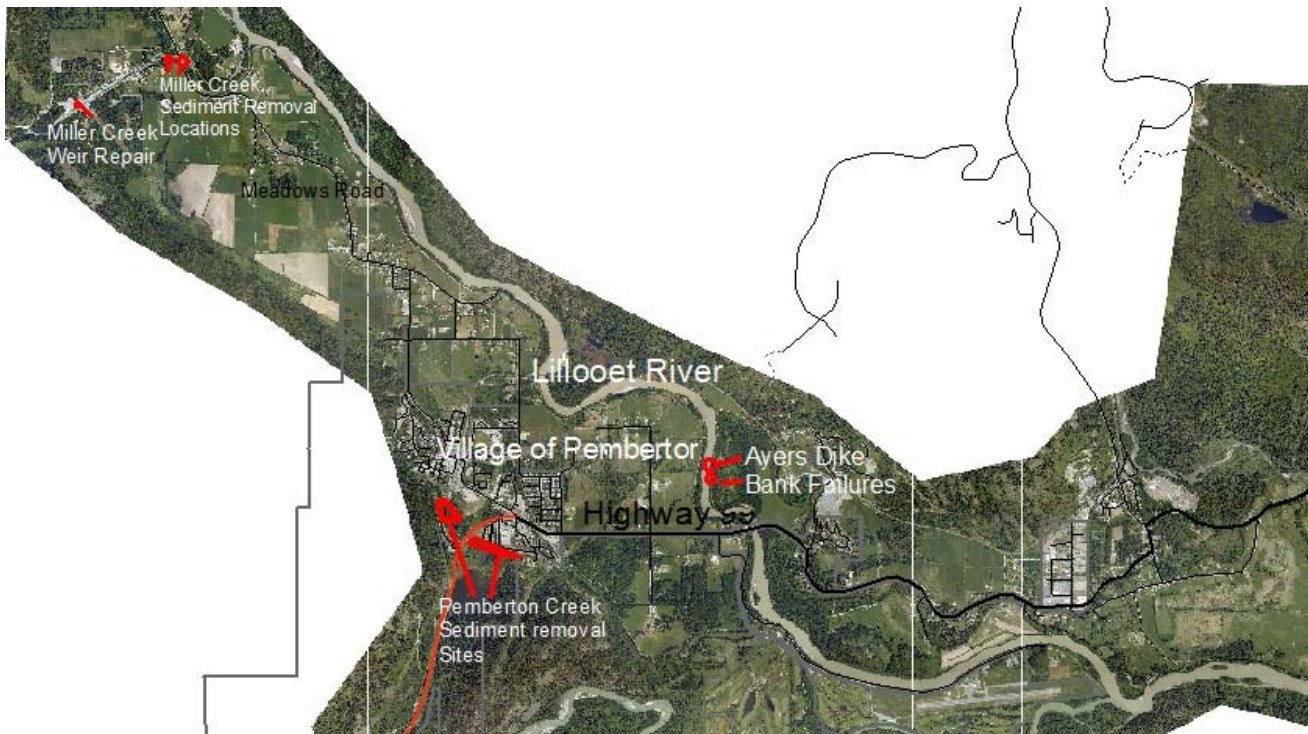 Miller Creek
Sediment Removal
Locations
Miller Creek
Weir Repair
Meadows Road
Lillooet River
Village of Pemberton
Ayers Dike
Bank Failures
Highway 99
Pemberton Creek
Sediment removal
Sites